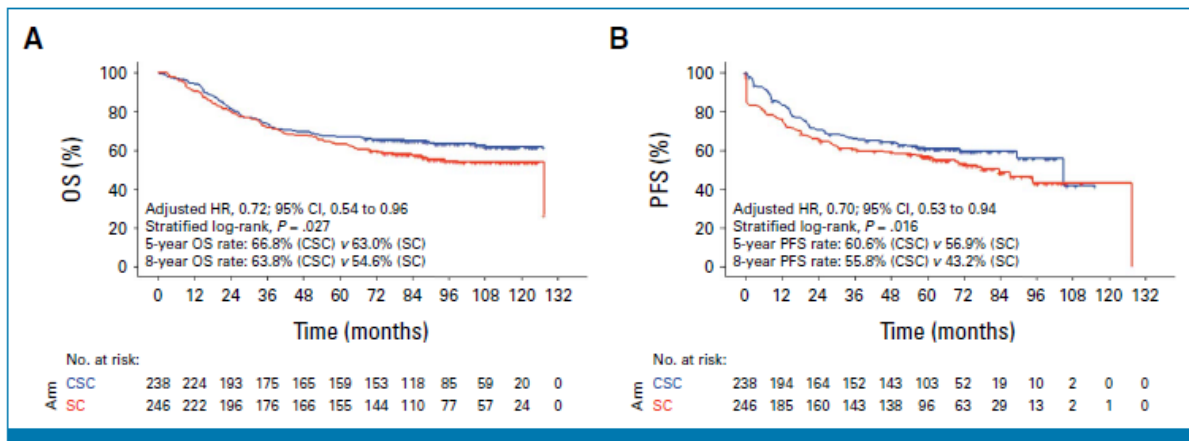 A
OS (%)
100
80
60
40
20
0
Adjusted HR, 0.72; 95% CI, 0.54 to 0.96
Stratified log-rank, P = .027
5-year OS rate: 66.8% (CSC) v 63.0% (SC)
8-year OS rate: 63.8% (CSC) v 54.6% (SC)
0 12 24 36 48 60 72 84 96 108 120 132
Time (months)
No. at risk:
Arm
CSC 238 224 193 175 165 159 153 118 85 59 20 0
SC 246 222 196 176 166 155 144 110 77 57 24 0
B
PFS (%)
100
80
60
40
20
0
Adjusted HR, 0.70; 95% CI, 0.53 to 0.94
Stratified log-rank, P = .016
5-year PFS rate: 60.6% (CSC) v 56.9% (SC)
8-year PFS rate: 55.8% (CSC) v 43.2% (SC)
0 12 24 36 48 60 72 84 96 108 120 132
Time (months)
No. at risk:
Arm
CSC 238 194 164 152 143 103 52 19 10 2 0 0
SC 246 185 160 143 138 96 63 29 13 2 1 0